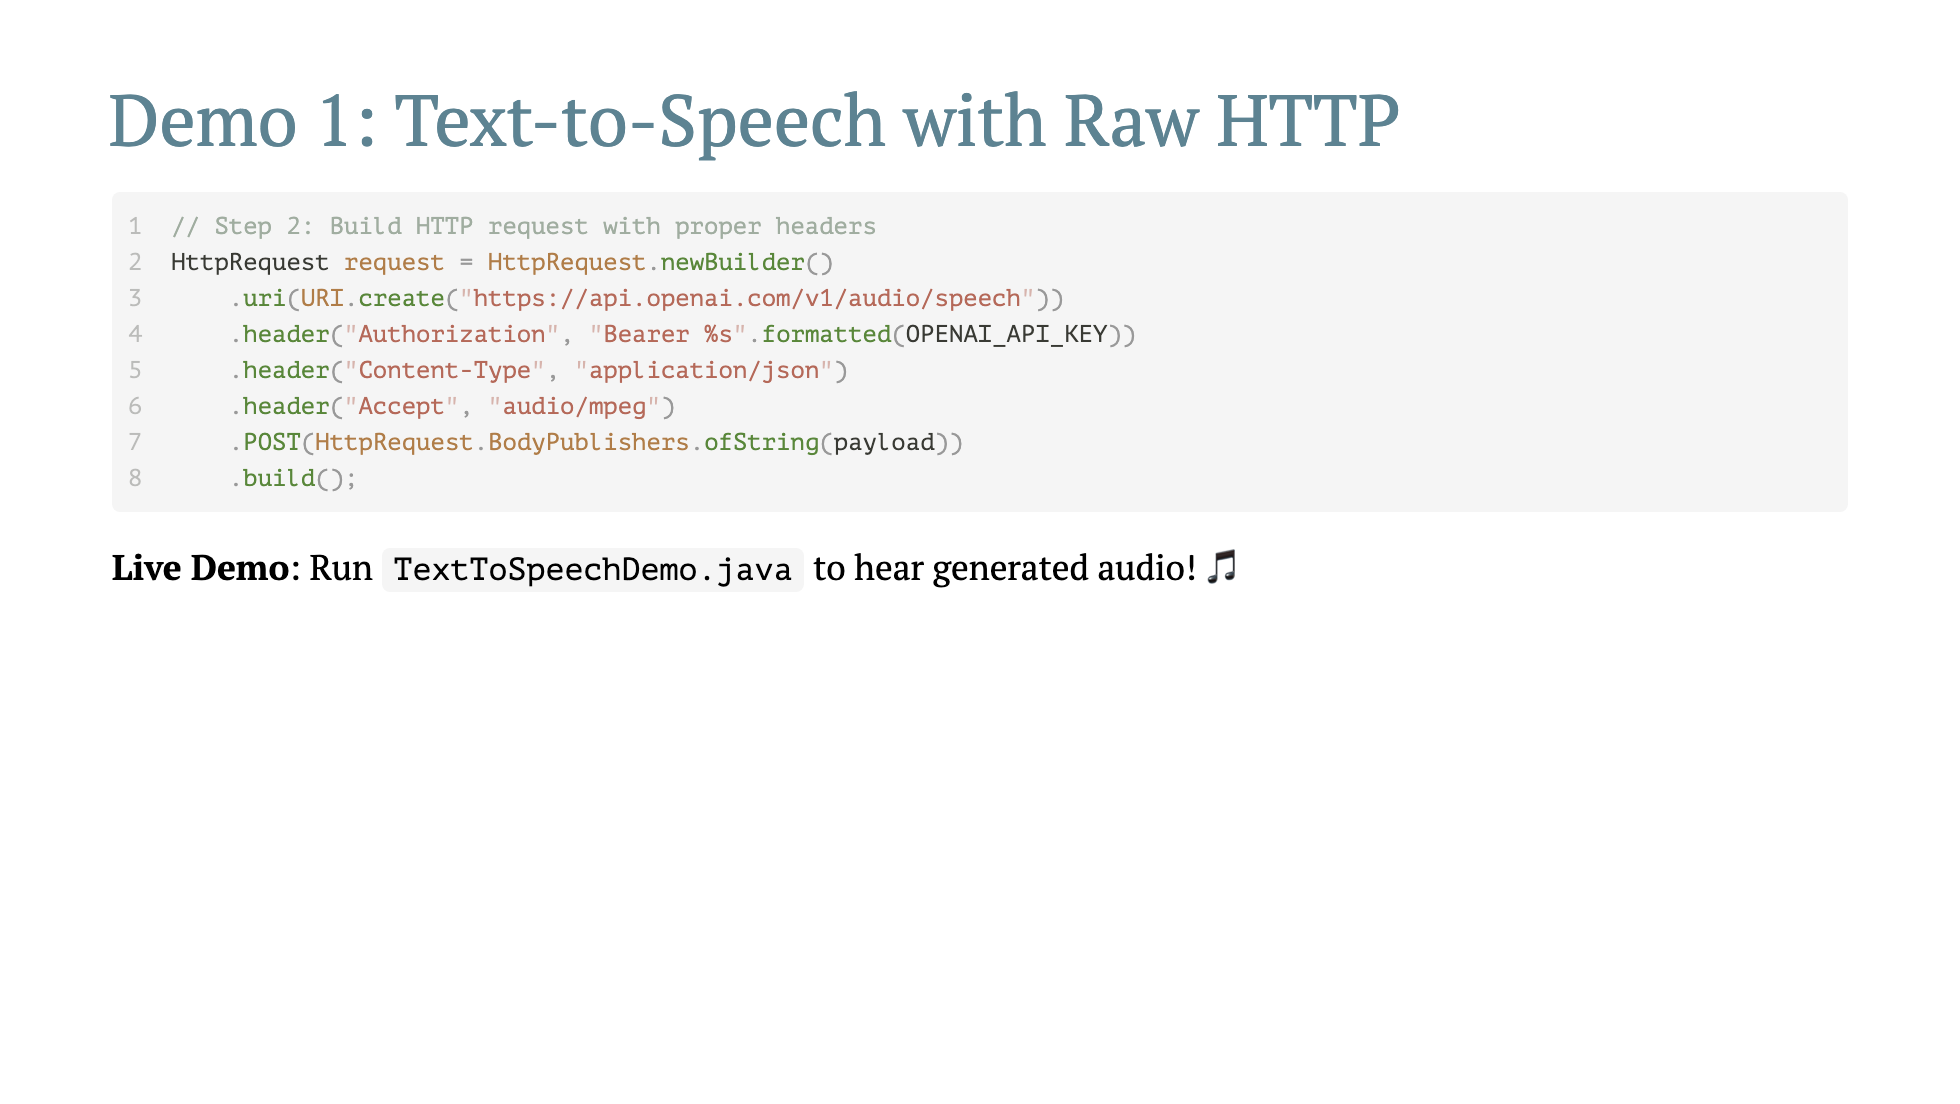 Demo 1: Text-to-Speech with Raw HTTP
1 // Step 2: Build HTTP request with proper headers
2 HttpRequest request = HttpRequest.newBuilder()
3     .uri(URI.create("https://api.openai.com/v1/audio/speech"))
4     .header("Authorization", "Bearer %s".formatted(OPENAI_API_KEY))
5     .header("Content-Type", "application/json")
6     .header("Accept", "audio/mpeg")
7     .POST(HttpRequest.BodyPublishers.ofString(payload))
8     .build();
Live Demo: Run TextToSpeechDemo.java to hear generated audio! 🎵